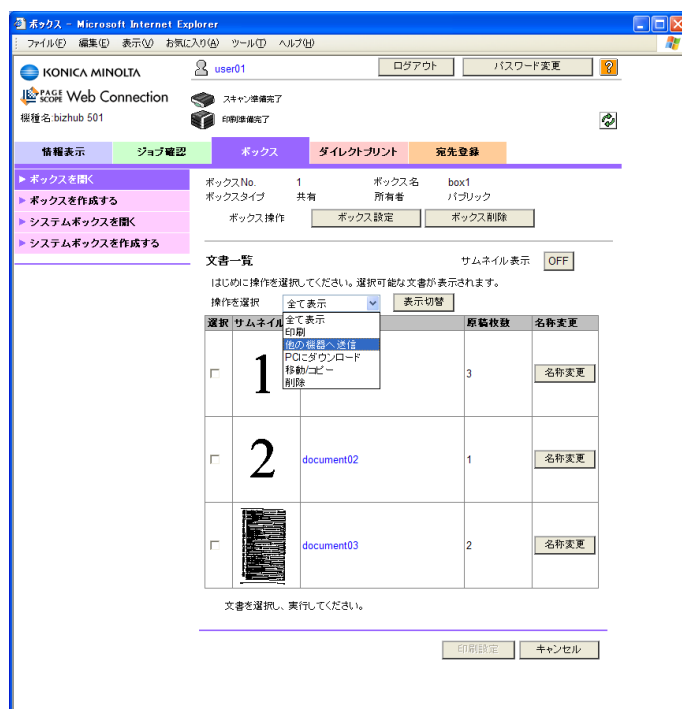 ボックス - Microsoft Internet Explorer
ファイル(F) 編集(E) 表示(V) お気に入り(A) ツール(T) ヘルプ(H)
KONICA MINOLTA
user01
ログアウト
パスワード変更
?
PAGE SCOPE Web Connection
スキャン準備完了
機種名:bizhub 501
印刷準備完了
情報表示
ジョブ確認
ボックス
ダイレクトプリント
宛先登録
ボックスを開く
ボックスを作成する
システムボックスを開く
システムボックスを作成する
ボックスNo. 1 ボックス名 box1
ボックスタイプ 共有 所有者 パブリック
ボックス操作 ボックス設定 ボックス削除
文書一覧 サムネイル表示 OFF
はじめに操作を選択してください。選択可能な文書が表示されます。
操作を選択 全て表示 表示切替
選択 サムネイル 原稿枚数 名称変更
全て表示
印刷
他の機器へ送信
PCにダウンロード
移動/コピー
削除
1 3 名称変更
2 document02 1 名称変更
document03 2 名称変更
文書を選択し、実行してください。
印刷設定 キャンセル